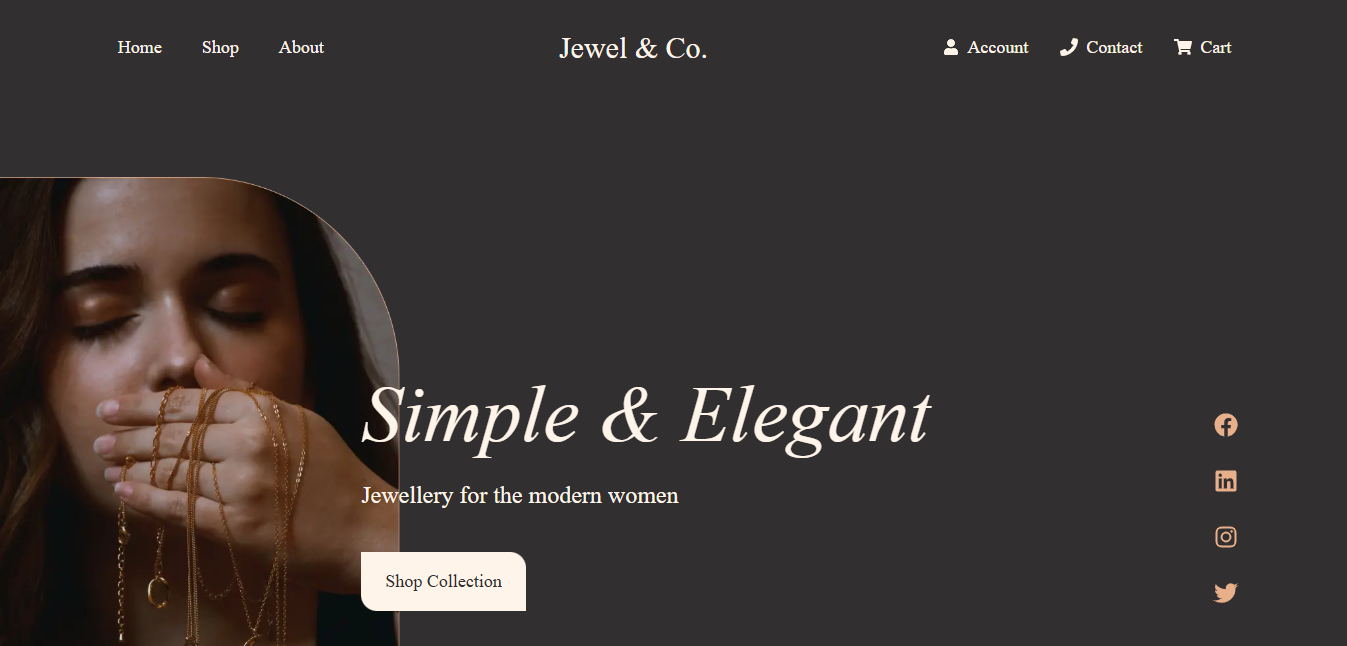 Home Shop About Jewel & Co. Account Contact Cart
Simple & Elegant
Jewellery for the modern women
Shop Collection